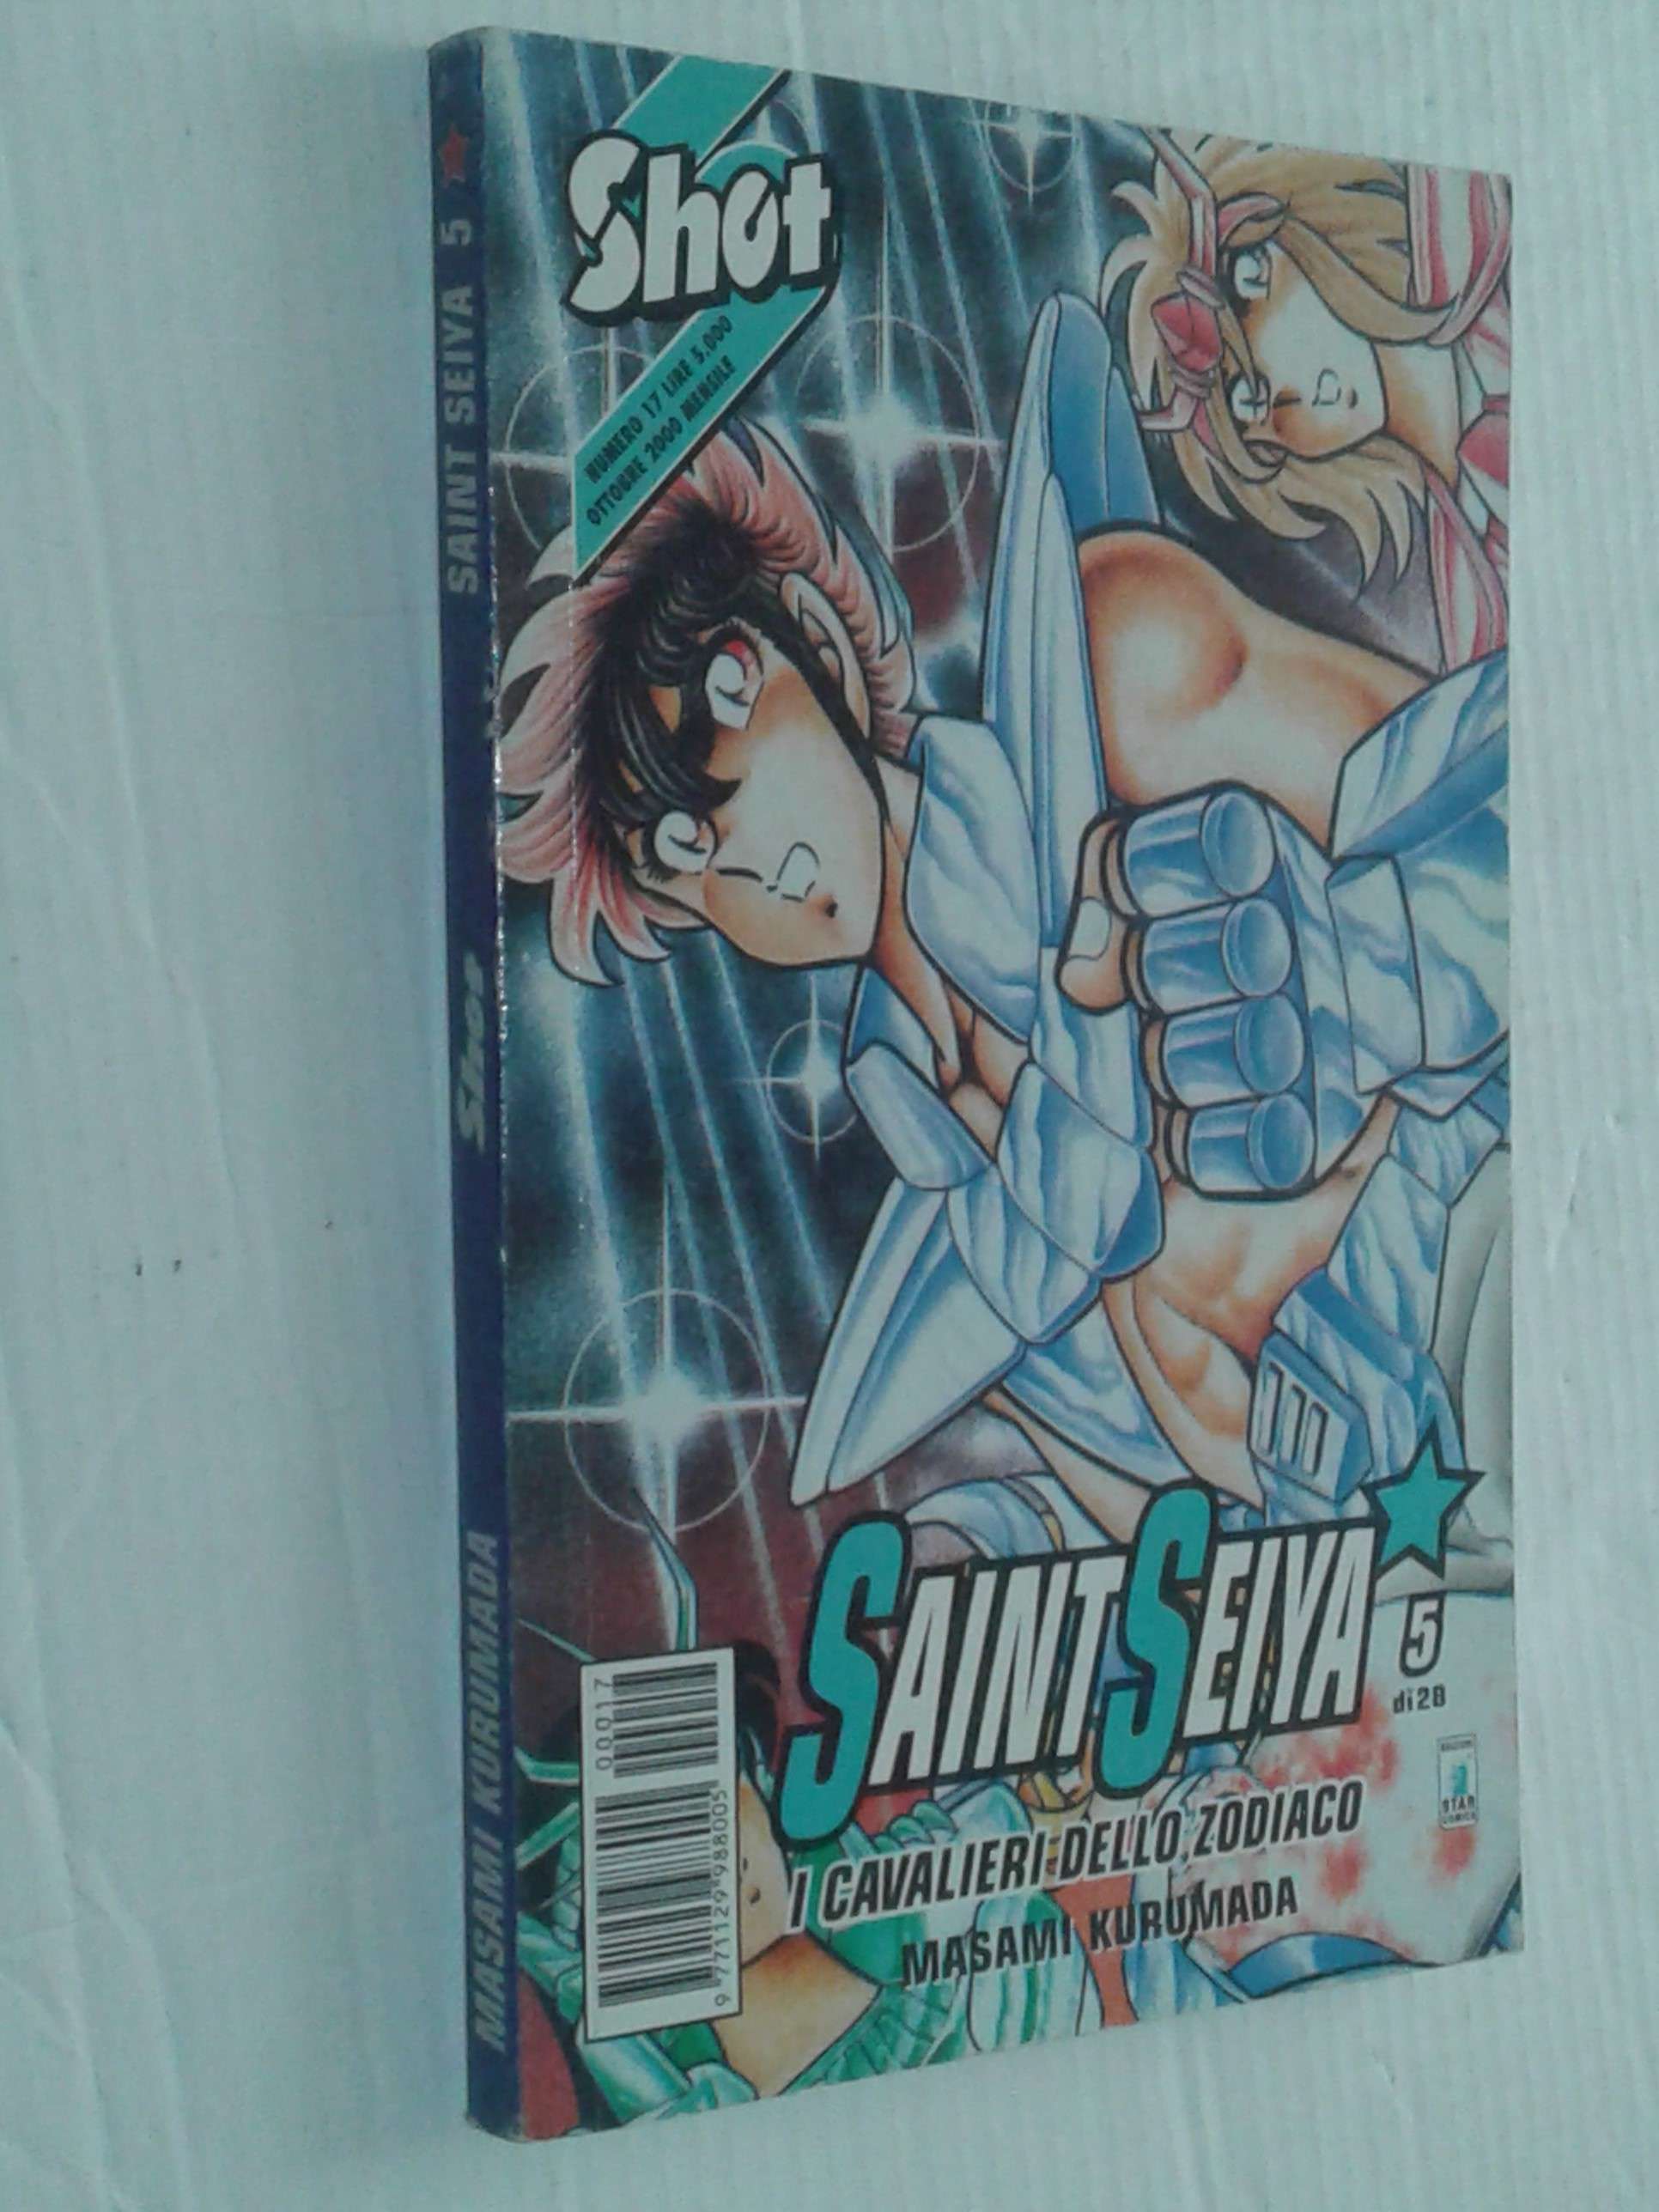 SAINT SEIYA 5
Shot
MASAMI KURUMADA
Shot
NUMERO 17 LIRE 5.000
OTTOBRE 2000 MENSILE
SAINT SEIYA
5
di 28
I CAVALIERI DELLO ZODIACO
MASAMI KURUMADA
EDIZIONI
STAR
COMICS
00017
9 771129 988005